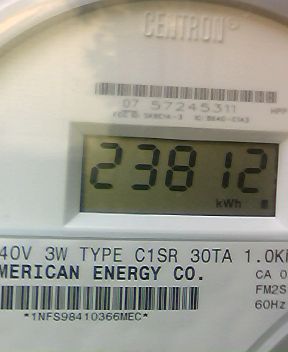 CENTRON®
07 57245311
23812
kWh
40V 3W TYPE C1SR 30TA 1.0K
MERICAN ENERGY CO.
CA 0
FM2S
60Hz
*1NFS98410366MEC*